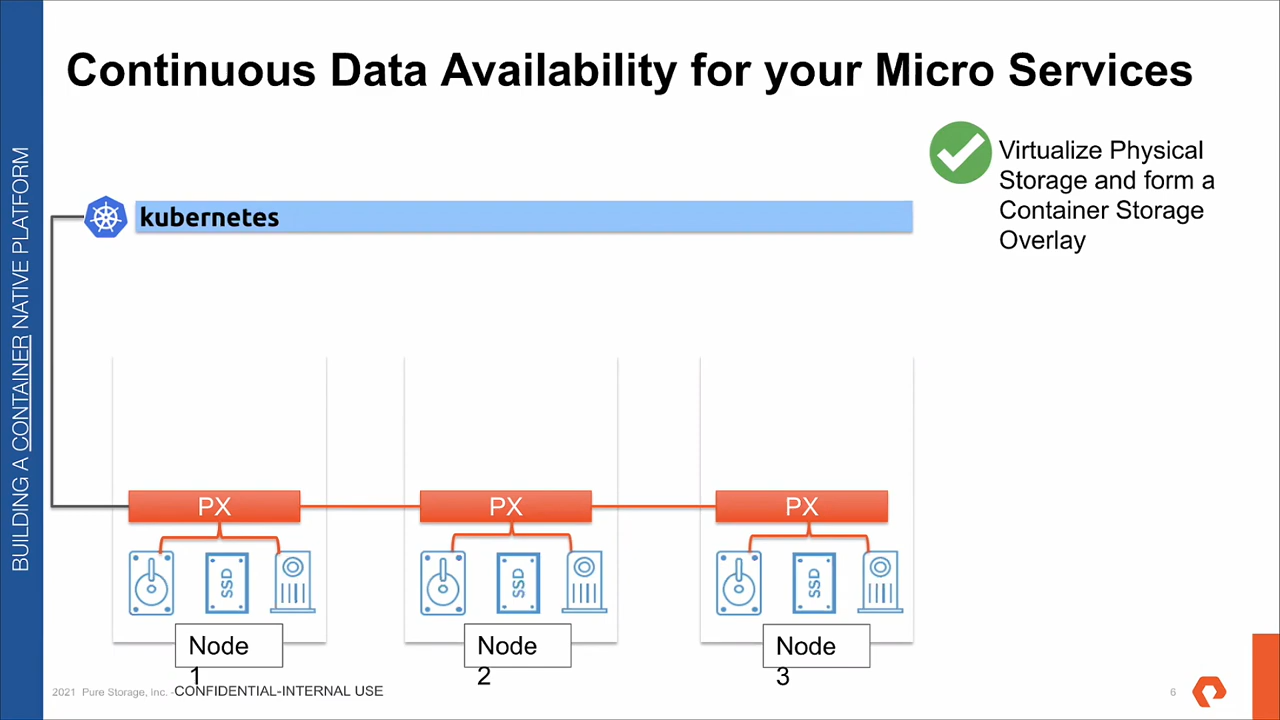 Continuous Data Availability for your Micro Services
BUILDING A CONTAINER NATIVE PLATFORM
Virtualize Physical
Storage and form a
Container Storage
Overlay
kubernetes
PX
PX
PX
SSD
SSD
SSD
Node
1
Node
2
Node
3
2021 Pure Storage, Inc. -CONFIDENTIAL-INTERNAL USE
6